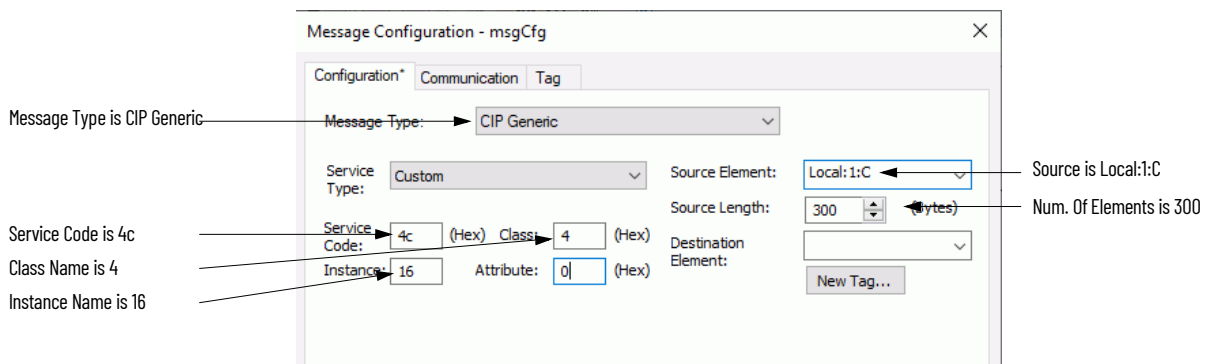 Message Configuration - msgCfg
Configuration* Communication Tag
Message Type is CIP Generic
Message Type: CIP Generic
Service Type: Custom
Source Element: Local:1:C
Source is Local:1:C
Source Length: 300 (Bytes)
Num. Of Elements is 300
Service Code is 4c
Service Code: 4c (Hex) Class: 4 (Hex)
Destination Element:
Class Name is 4
Instance: 16 Attribute: 0 (Hex)
New Tag...
Instance Name is 16